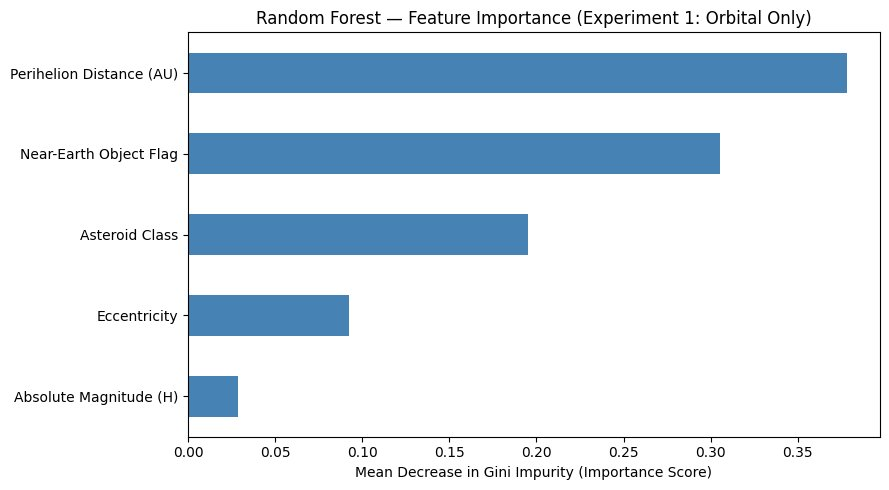 Random Forest — Feature Importance (Experiment 1: Orbital Only)
Perihelion Distance (AU)
Near-Earth Object Flag
Asteroid Class
Eccentricity
Absolute Magnitude (H)
0.00 0.05 0.10 0.15 0.20 0.25 0.30 0.35
Mean Decrease in Gini Impurity (Importance Score)